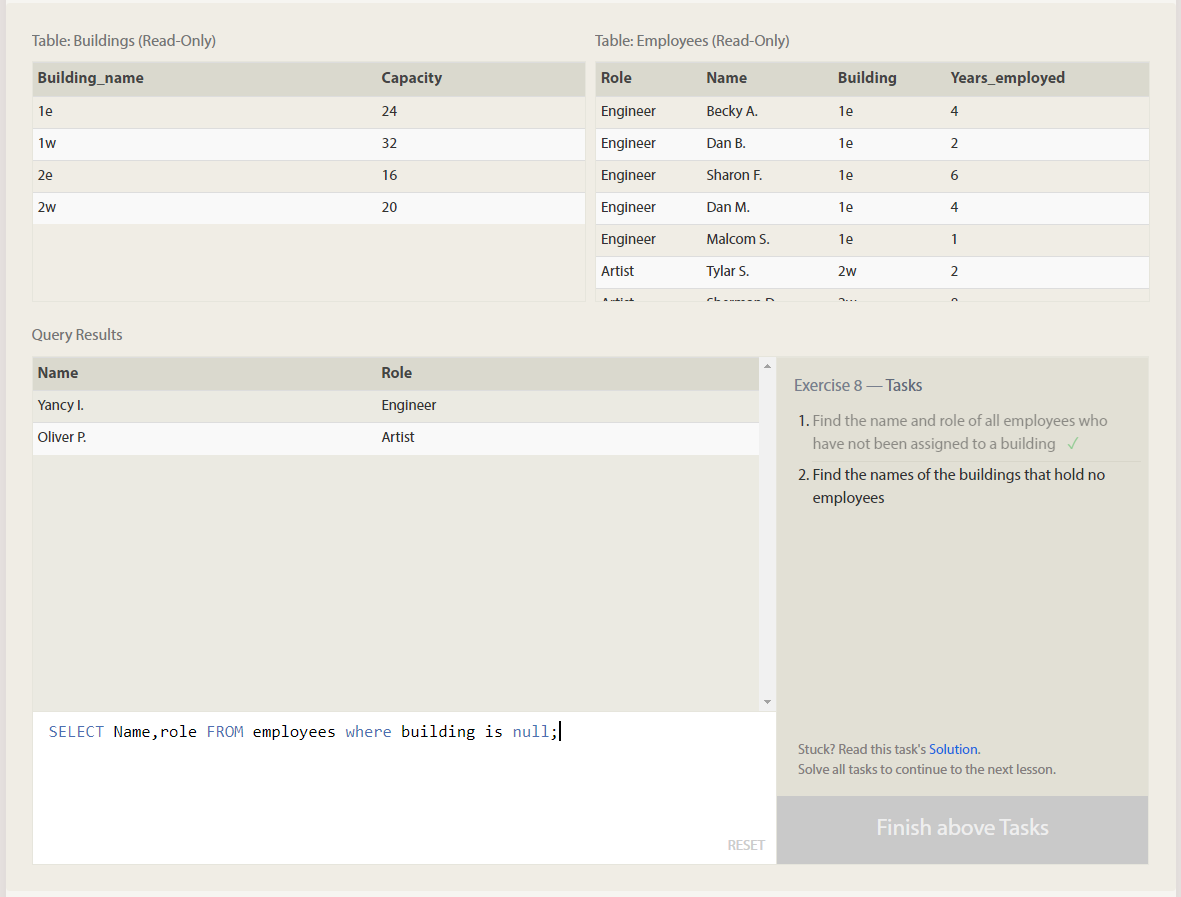 Table: Buildings (Read-Only)
Building_name Capacity
1e 24
1w 32
2e 16
2w 20
Table: Employees (Read-Only)
Role Name Building Years_employed
Engineer Becky A. 1e 4
Engineer Dan B. 1e 2
Engineer Sharon F. 1e 6
Engineer Dan M. 1e 4
Engineer Malcom S. 1e 1
Artist Tylar S. 2w 2
Query Results
Name Role
Yancy I. Engineer
Oliver P. Artist
SELECT Name,role FROM employees where building is null;
RESET
Exercise 8 — Tasks
1. Find the name and role of all employees who
have not been assigned to a building ✓
2. Find the names of the buildings that hold no
employees
Stuck? Read this task's Solution.
Solve all tasks to continue to the next lesson.
Finish above Tasks